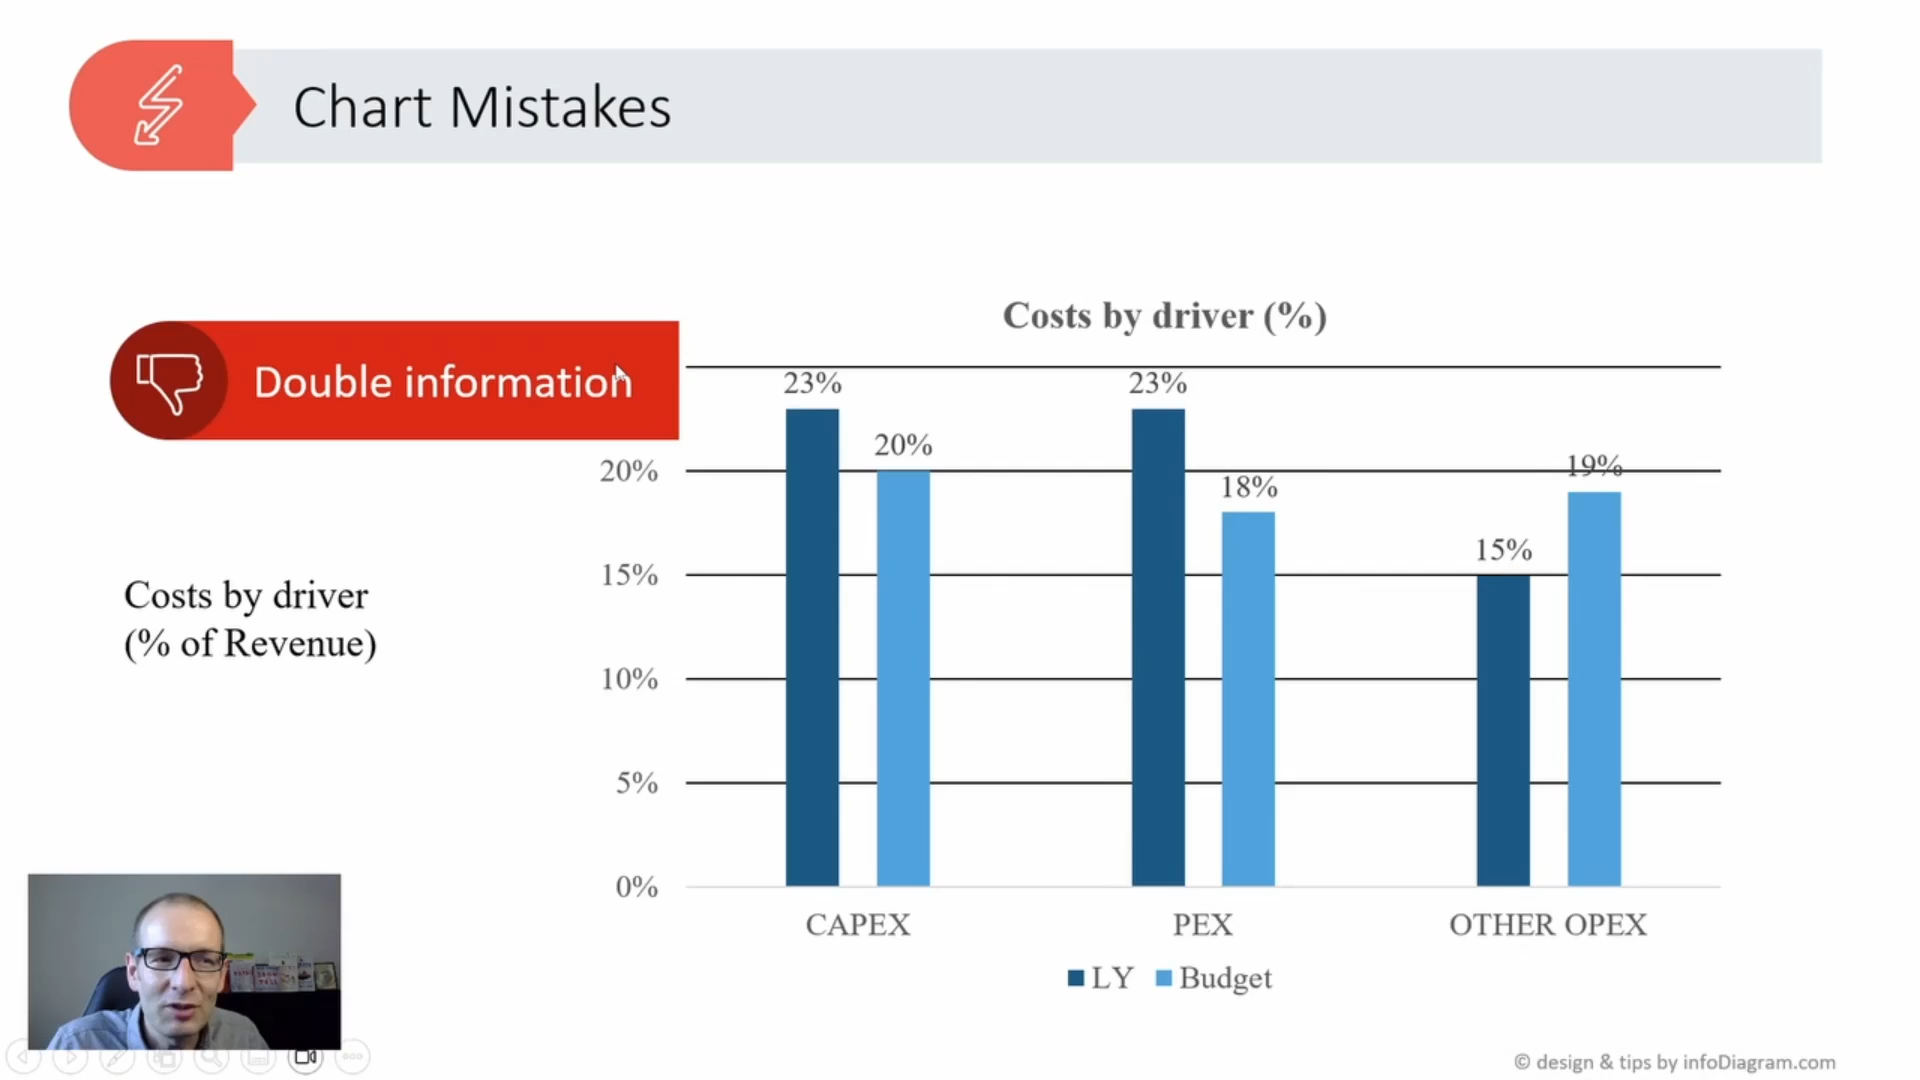 Chart Mistakes
Double information
Costs by driver
(% of Revenue)
Costs by driver (%)
23%
20%
23%
18%
15%
19%
20%
15%
10%
5%
0%
CAPEX
PEX
OTHER OPEX
LY
Budget
© design & tips by infoDiagram.com